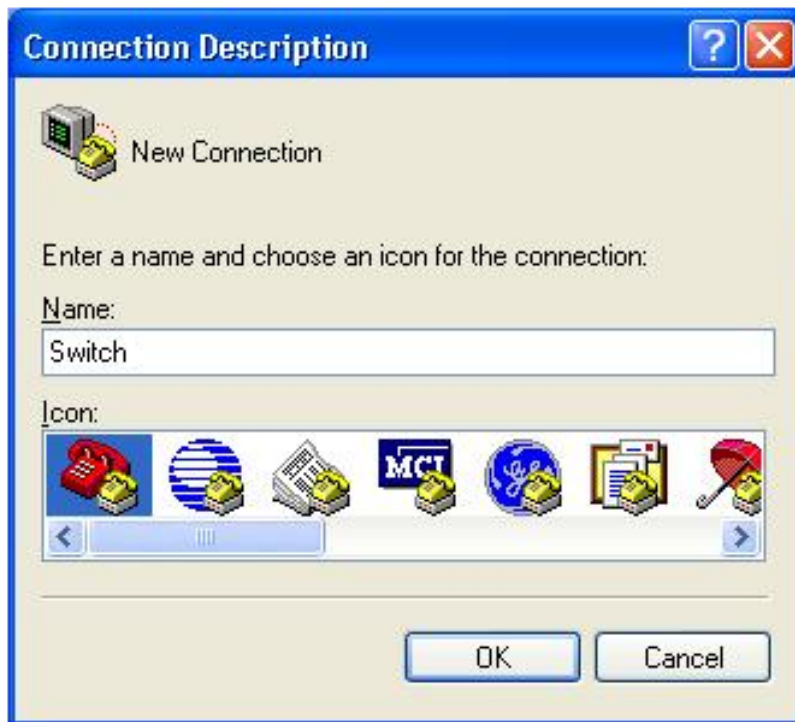 Connection Description
New Connection
Enter a name and choose an icon for the connection:
Name:
Switch
Icon:
MCI
OK
Cancel